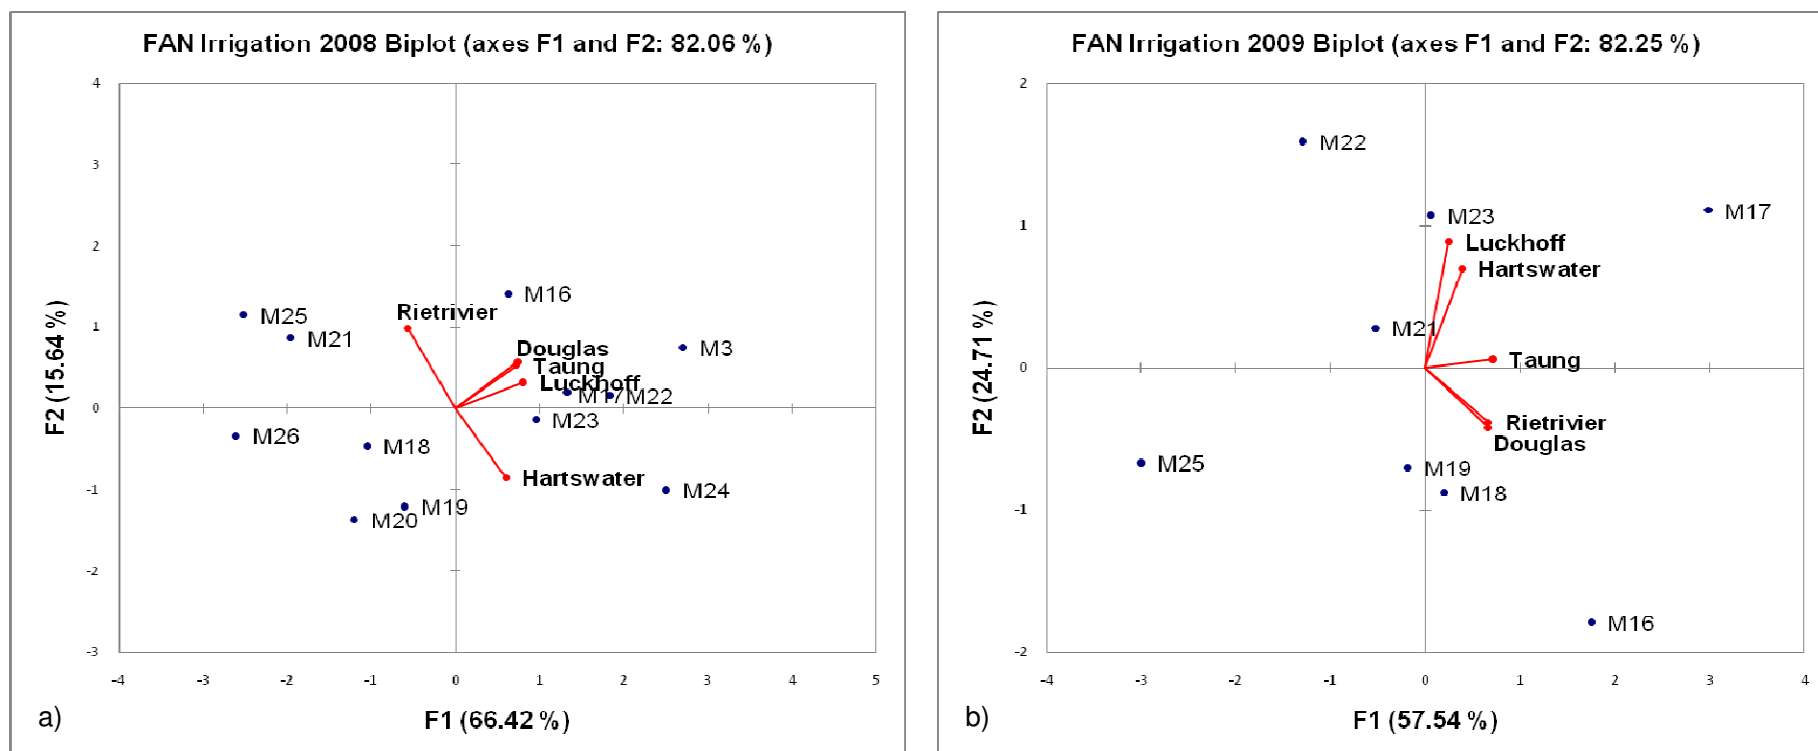 FAN Irrigation 2008 Biplot (axes F1 and F2: 82.06 %)
4
3
2
1
0
-1
-2
-3
F2 (15.64 %)
M16
Rietrivier
M25
M21
Douglas
M3
Taung
Luckhoff
M17
M22
M23
M26
M18
Hartswater
M24
M19
M20
-4
-3
-2
-1
0
1
2
3
4
5
a)
F1 (66.42 %)
FAN Irrigation 2009 Biplot (axes F1 and F2: 82.25 %)
2
1
0
-1
-2
F2 (24.71 %)
M22
M23
M17
Luckhoff
Hartswater
M21
Taung
Rietrivier
Douglas
M25
M19
M18
M16
-4
-3
-2
-1
0
1
2
3
4
b)
F1 (57.54 %)